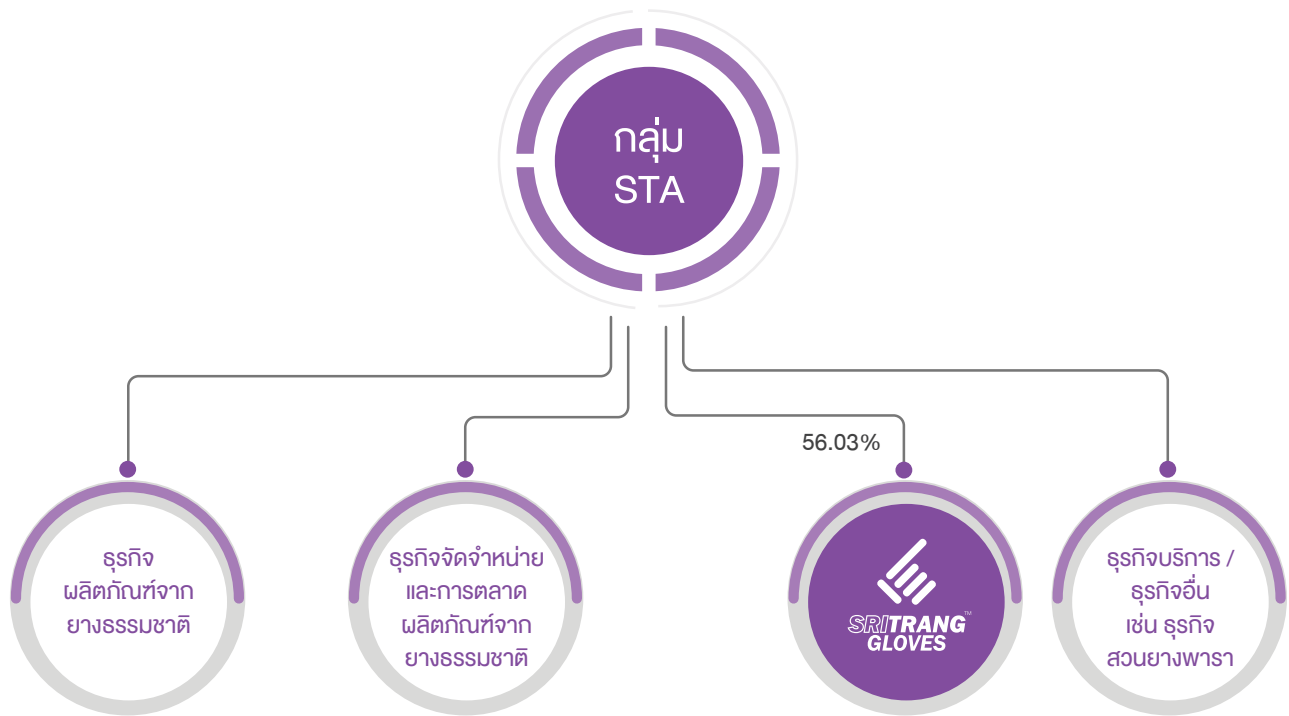 กลุ่ม
STA
56.03%
ธุรกิจ
ผลิตภัณฑ์จาก
ยางธรรมชาติ
ธุรกิจจัดจำหน่าย
และการตลาด
ผลิตภัณฑ์จาก
ยางธรรมชาติ
SRITRANG™
GLOVES
ธุรกิจบริการ /
ธุรกิจอื่น
เช่น ธุรกิจ
สวนยางพารา